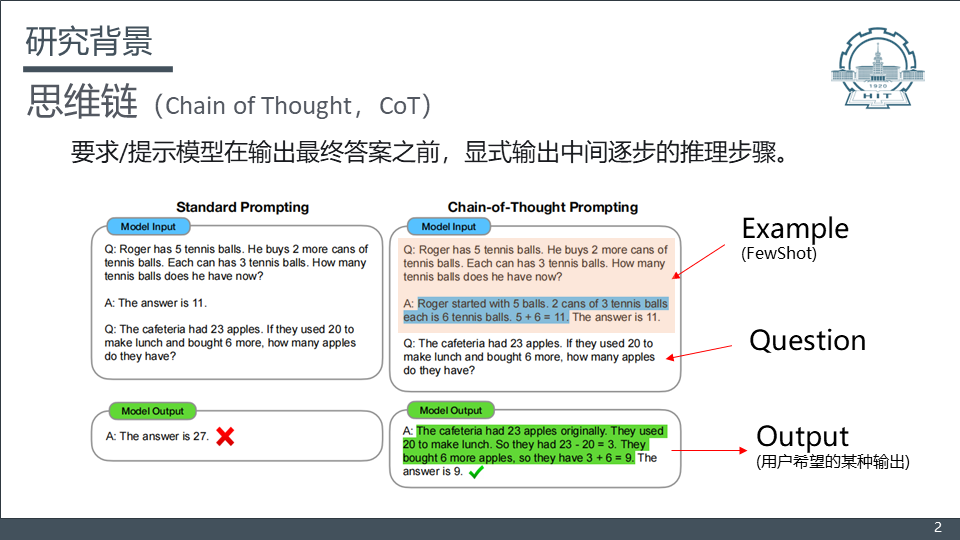 研究背景
思维链（Chain of Thought，CoT）
要求/提示模型在输出最终答案之前，显式输出中间逐步的推理步骤。
Standard Prompting
Model Input
Q: Roger has 5 tennis balls. He buys 2 more cans of
tennis balls. Each can has 3 tennis balls. How many
tennis balls does he have now?
A: The answer is 11.
Q: The cafeteria had 23 apples. If they used 20 to
make lunch and bought 6 more, how many apples
do they have?
Model Output
A: The answer is 27.
Chain-of-Thought Prompting
Model Input
Q: Roger has 5 tennis balls. He buys 2 more cans of
tennis balls. Each can has 3 tennis balls. How many
tennis balls does he have now?
A: Roger started with 5 balls. 2 cans of 3 tennis balls
each is 6 tennis balls. 5 + 6 = 11. The answer is 11.
Q: The cafeteria had 23 apples. If they used 20 to
make lunch and bought 6 more, how many apples
do they have?
Model Output
A: The cafeteria had 23 apples originally. They used
20 to make lunch. So they had 23 - 20 = 3. They
bought 6 more apples, so they have 3 + 6 = 9. The
answer is 9.
Example
(FewShot)
Question
Output
(用户希望的某种输出)
1920
HIT
2